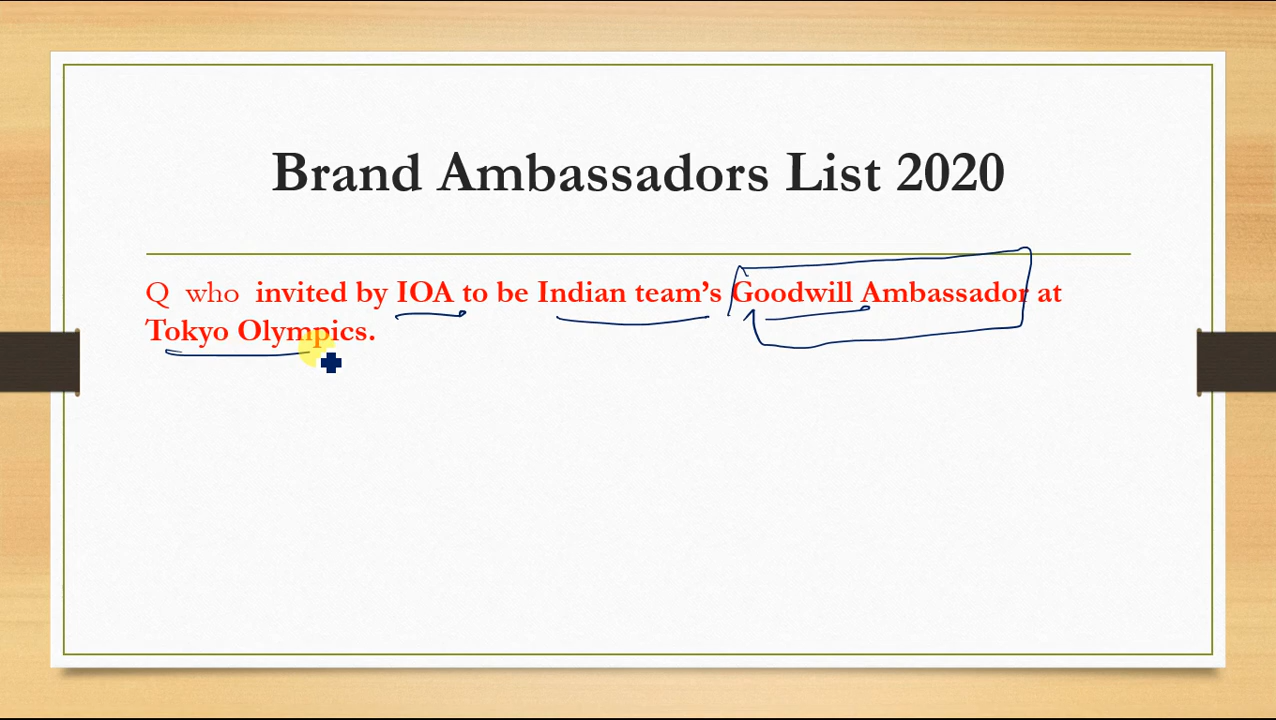 Brand Ambassadors List 2020
Q who invited by IOA to be Indian team’s Goodwill Ambassador at
Tokyo Olympics.